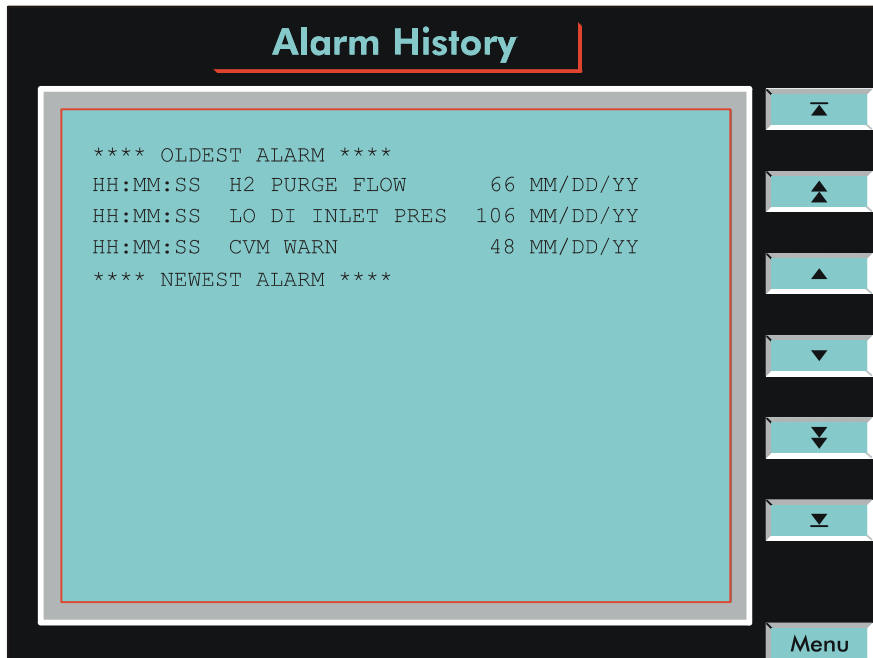 Alarm History
**** OLDEST ALARM ****
HH:MM:SS H2 PURGE FLOW 66 MM/DD/YY
HH:MM:SS LO DI INLET PRES 106 MM/DD/YY
HH:MM:SS CVM WARN 48 MM/DD/YY
**** NEWEST ALARM ****
Menu